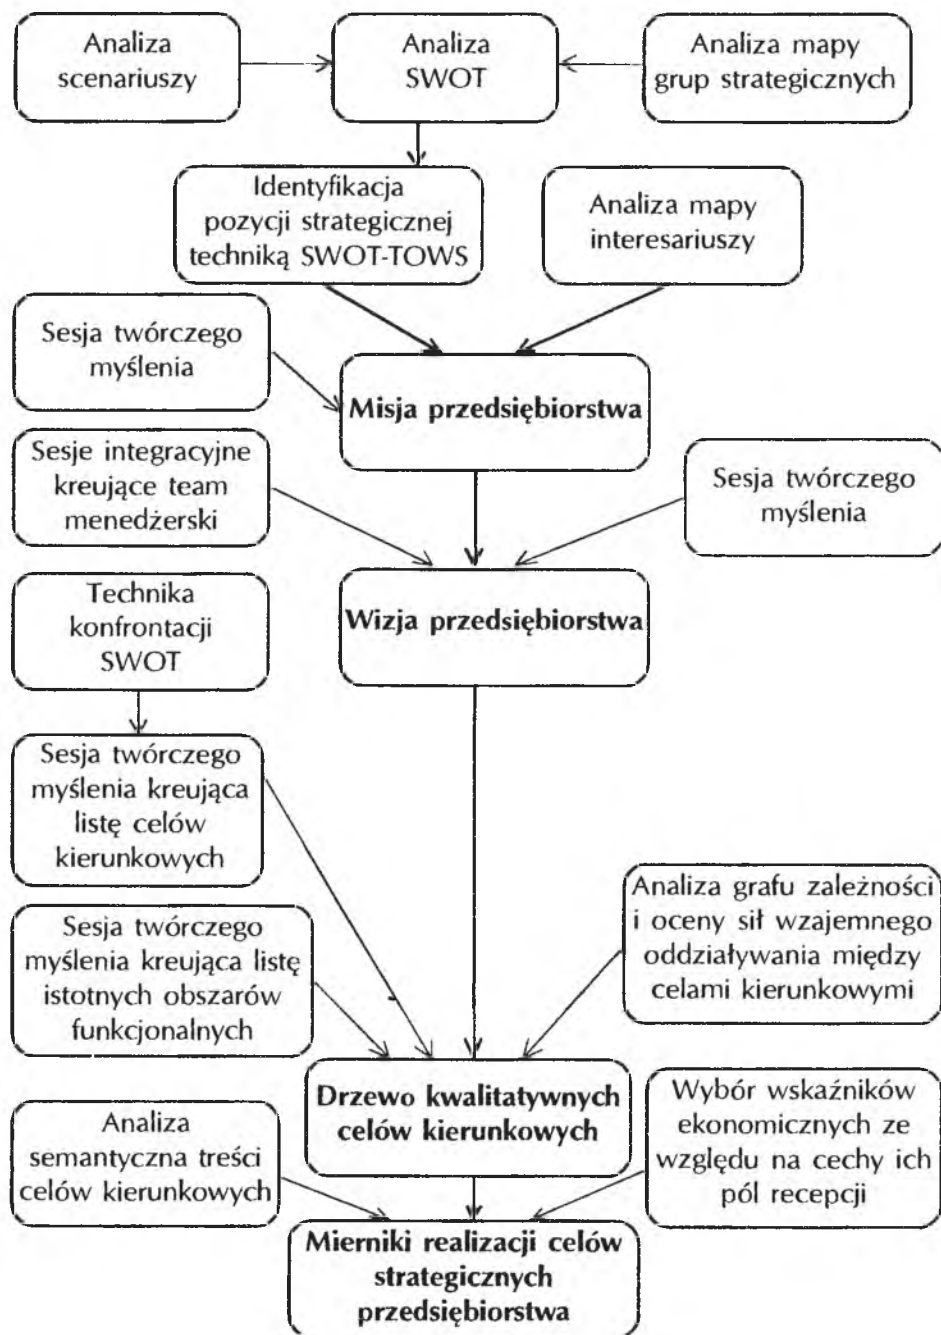 Analiza
scenariuszy
Analiza
SWOT
Analiza mapy
grup strategicznych
Identyfikacja
pozycji strategicznej
techniką SWOT-TOWS
Analiza mapy
interesariuszy
Sesja twórczego
myślenia
Misja przedsiębiorstwa
Sesje integracyjne
kreujące team
menedżerski
Sesja twórczego
myślenia
Technika
konfrontacji
SWOT
Wizja przedsiębiorstwa
Sesja twórczego
myślenia kreująca
listę celów
kierunkowych
Analiza grafu zależności
i oceny sił wzajemnego
oddziaływania między
celami kierunkowymi
Sesja twórczego
myślenia kreująca listę
istotnych obszarów
funkcjonalnych
Drzewo kwalitatywnych
celów kierunkowych
Wybór wskaźników
ekonomicznych ze
względu na cechy ich
pól recepcji
Analiza
semantyczna treści
celów kierunkowych
Mierniki realizacji celów
strategicznych
przedsiębiorstwa